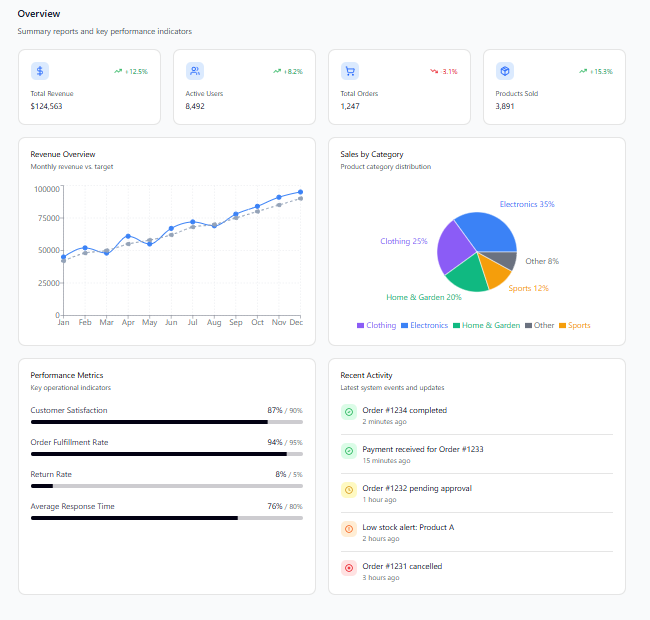 Overview
Summary reports and key performance indicators
+12.5%
Total Revenue
$124,563
+8.2%
Active Users
8,492
-3.1%
Total Orders
1,247
+15.3%
Products Sold
3,891
Revenue Overview
Monthly revenue vs. target
100000
75000
50000
25000
0
Jan Feb Mar Apr May Jun Jul Aug Sep Oct Nov Dec
Sales by Category
Product category distribution
Electronics 35%
Clothing 25%
Other 8%
Sports 12%
Home & Garden 20%
Clothing Electronics Home & Garden Other Sports
Performance Metrics
Key operational indicators
Customer Satisfaction 87% / 90%
Order Fulfillment Rate 94% / 95%
Return Rate 8% / 5%
Average Response Time 76% / 80%
Recent Activity
Latest system events and updates
Order #1234 completed
2 minutes ago
Payment received for Order #1233
15 minutes ago
Order #1232 pending approval
1 hour ago
Low stock alert: Product A
2 hours ago
Order #1231 cancelled
3 hours ago